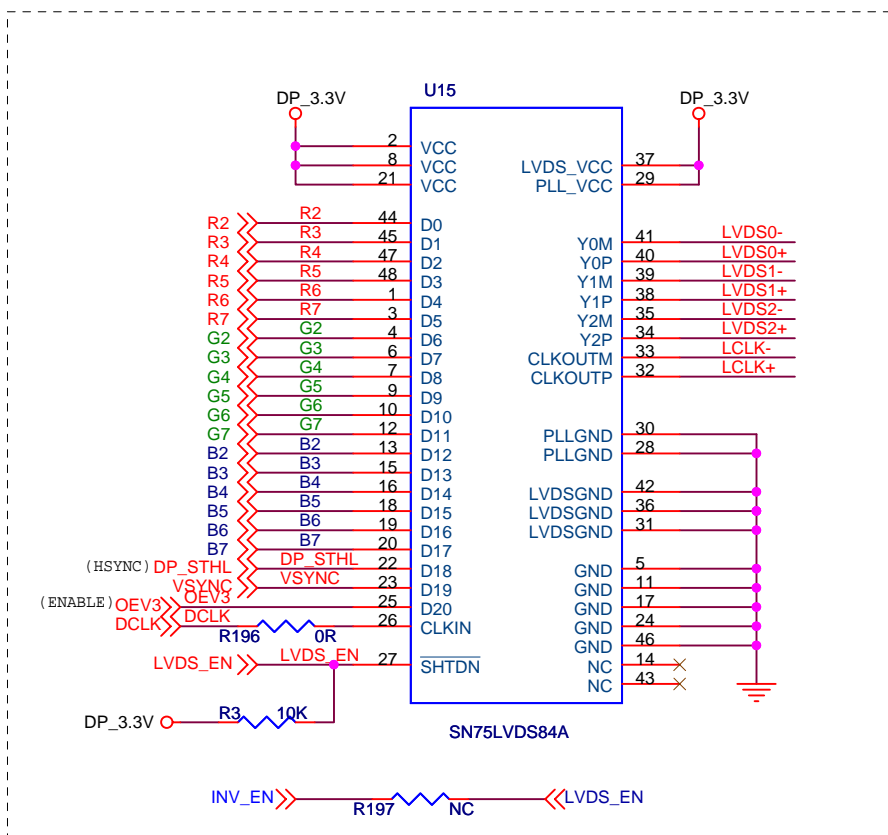 U15
DP_3.3V DP_3.3V
2 VCC
8 VCC 37 LVDS_VCC
21 VCC 29 PLL_VCC
R2 R2 44 D0
R3 R3 45 D1 Y0M 41 LVDS0-
R4 R4 47 D2 Y0P 40 LVDS0+
R5 R5 48 D3 Y1M 39 LVDS1-
R6 R6 1 D4 Y1P 38 LVDS1+
R7 R7 3 D5 Y2M 35 LVDS2-
G2 G2 4 D6 Y2P 34 LVDS2+
G3 G3 6 D7 CLKOUTM 33 LCLK-
G4 G4 7 D8 CLKOUTP 32 LCLK+
G5 G5 9 D9
G6 G6 10 D10
G7 G7 12 D11 PLLGND 30
B2 B2 13 D12 PLLGND 28
B3 B3 15 D13
B4 B4 16 D14 LVDSGND 42
B5 B5 18 D15 LVDSGND 36
B6 B6 19 D16 LVDSGND 31
B7 B7 20 D17
(HSYNC) DP_STHL DP_STHL 22 D18 GND 5
VSYNC VSYNC 23 D19 GND 11
(ENABLE) OEV3 OEV3 25 D20 GND 17
DCLK DCLK R196 0R 26 CLKIN GND 24
GND 46
LVDS_EN LVDS_EN 27 SHTDN NC 14
NC 43
DP_3.3V R3 10K
SN75LVDS84A
INV_EN R197 NC LVDS_EN